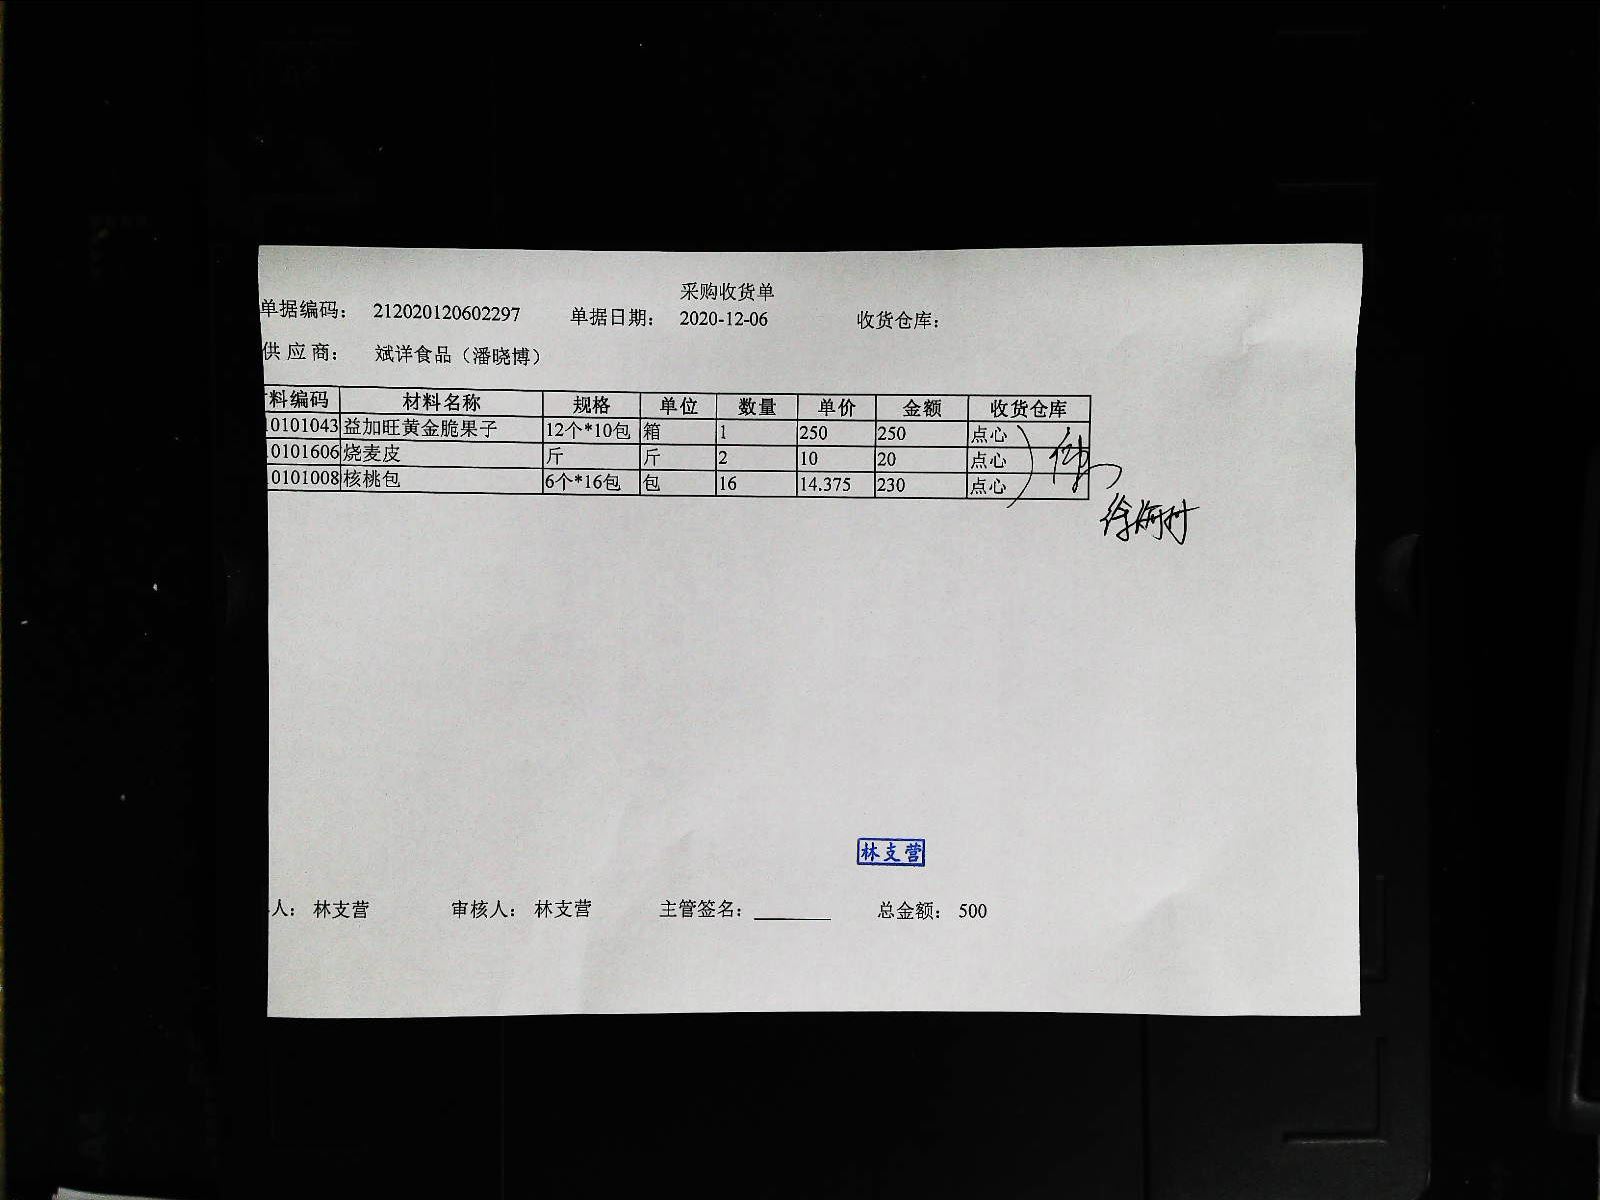 采购收货单
单据编码： 212020120602297 单据日期： 2020-12-06 收货仓库：
供 应 商： 斌洋食品（潘晓博）
料编码 材料名称 规格 单位 数量 单价 金额 收货仓库
0101043 益加旺黄金脆果子 12个*10包 箱 1 250 250 点心
0101606 烧麦皮 斤 斤 2 10 20 点心
0101008 核桃包 6个*16包 包 16 14.375 230 点心
林支营
人： 林支营 审核人： 林支营 主管签名： 总金额： 500